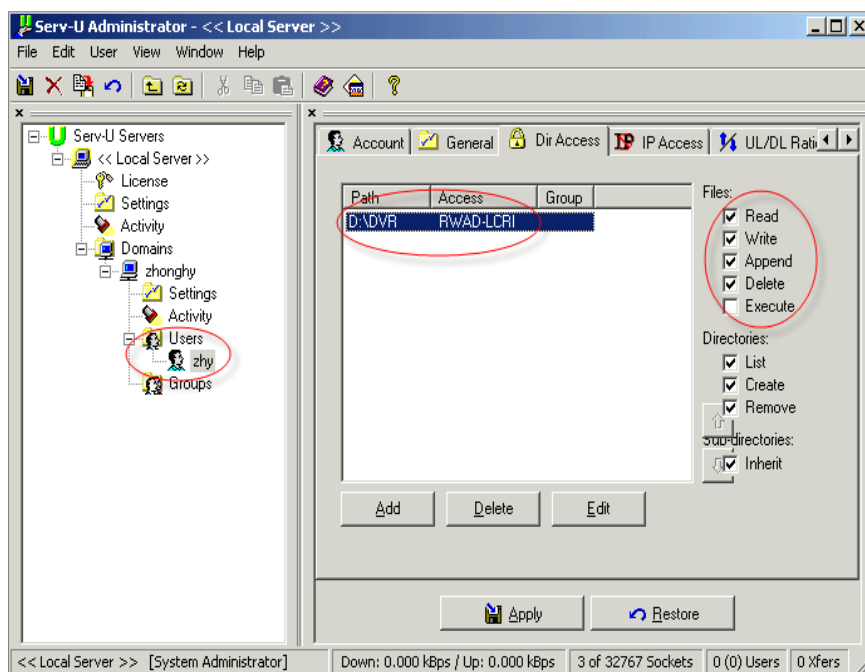 Serv-U Administrator - << Local Server >>
File Edit User View Window Help
Serv-U Servers
<< Local Server >>
License
Settings
Activity
Domains
zhonghy
Settings
Activity
Users
zhy
Groups
Account General Dir Access IP Access UL/DL Rati
Path Access Group
D:\DVR RWAD-LCRI
Files:
Read
Write
Append
Delete
Execute
Directories:
List
Create
Remove
Sub-directories:
Inherit
Add Delete Edit
Apply Restore
<< Local Server >> [System Administrator] Down: 0.000 kBps / Up: 0.000 kBps 3 of 32767 Sockets 0 (0) Users 0 Xfers